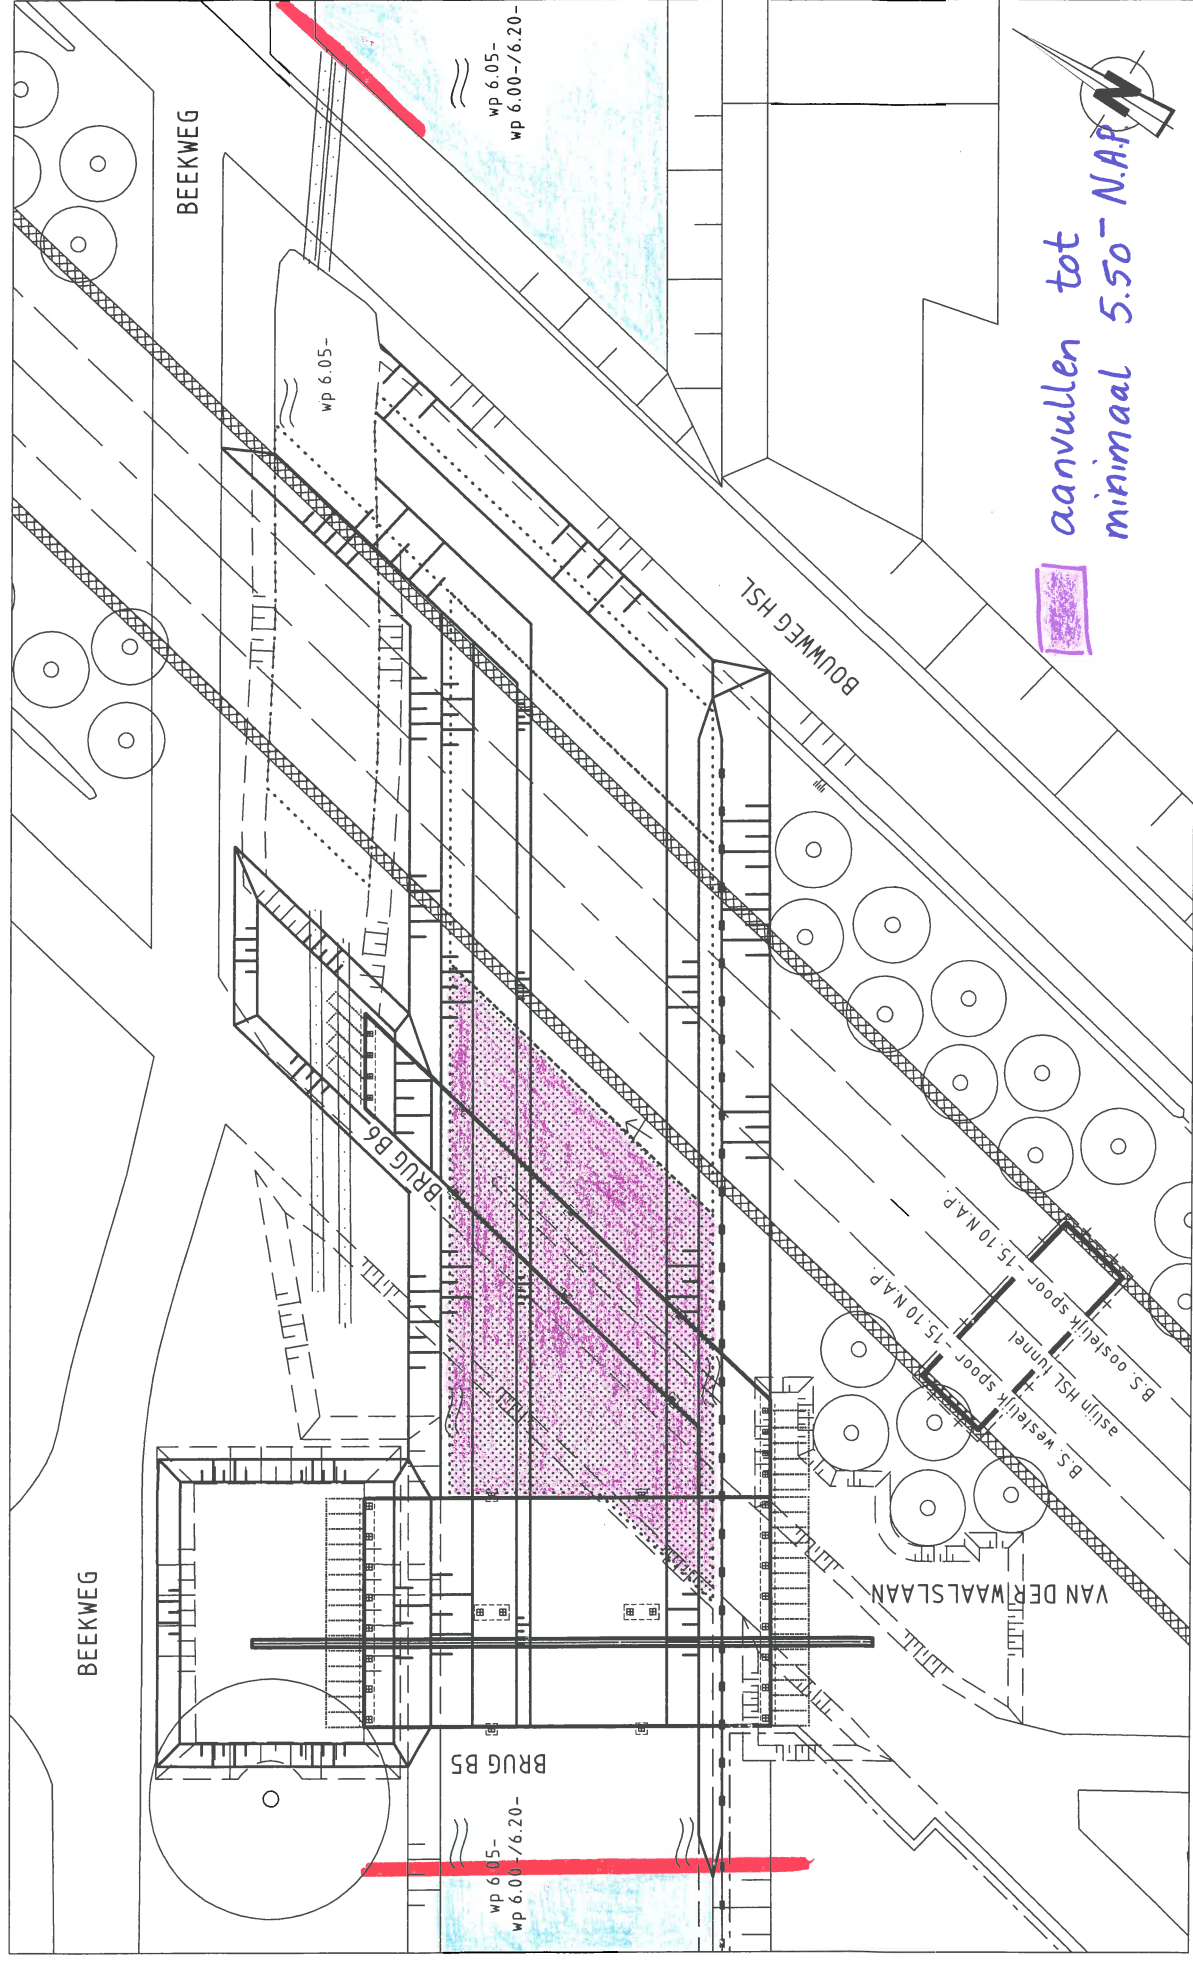 BEEKWEG
wp 6.05-
wp 6.00-/6.20-
N
wp 6.05-
aanvullen tot
minimaal 5.50- N.A.P.
BOUWWEG HSL
BRUG B6
B.S. oostelijk spoor -15.10 N.A.P.
aslijn HSL tunnel
B.S. westelijk spoor -15.10 N.A.P.
VAN DER WAALSLAAN
BEEKWEG
BRUG B5
wp 6.05-
wp 6.00-/6.20-